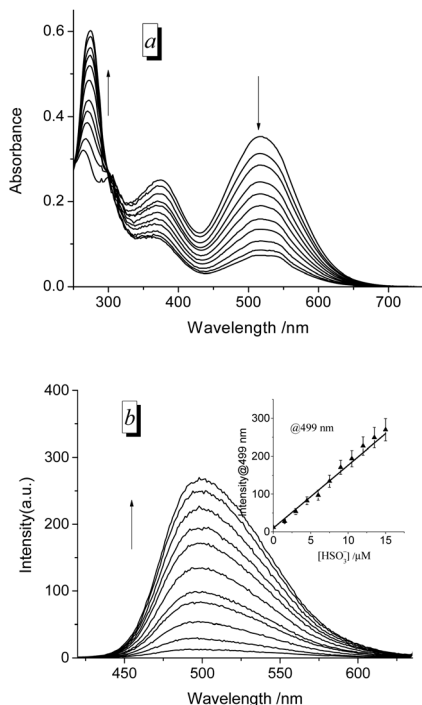 a
0.6
0.4
0.2
0.0
Absorbance
300 400 500 600 700
Wavelength /nm
b
400
300
200
100
0
Intensity(a.u.)
450 500 550 600
Wavelength /nm
@499 nm
300
200
100
0
Intensity@499 nm
0 5 10 15
[HSO₃⁻] /μM